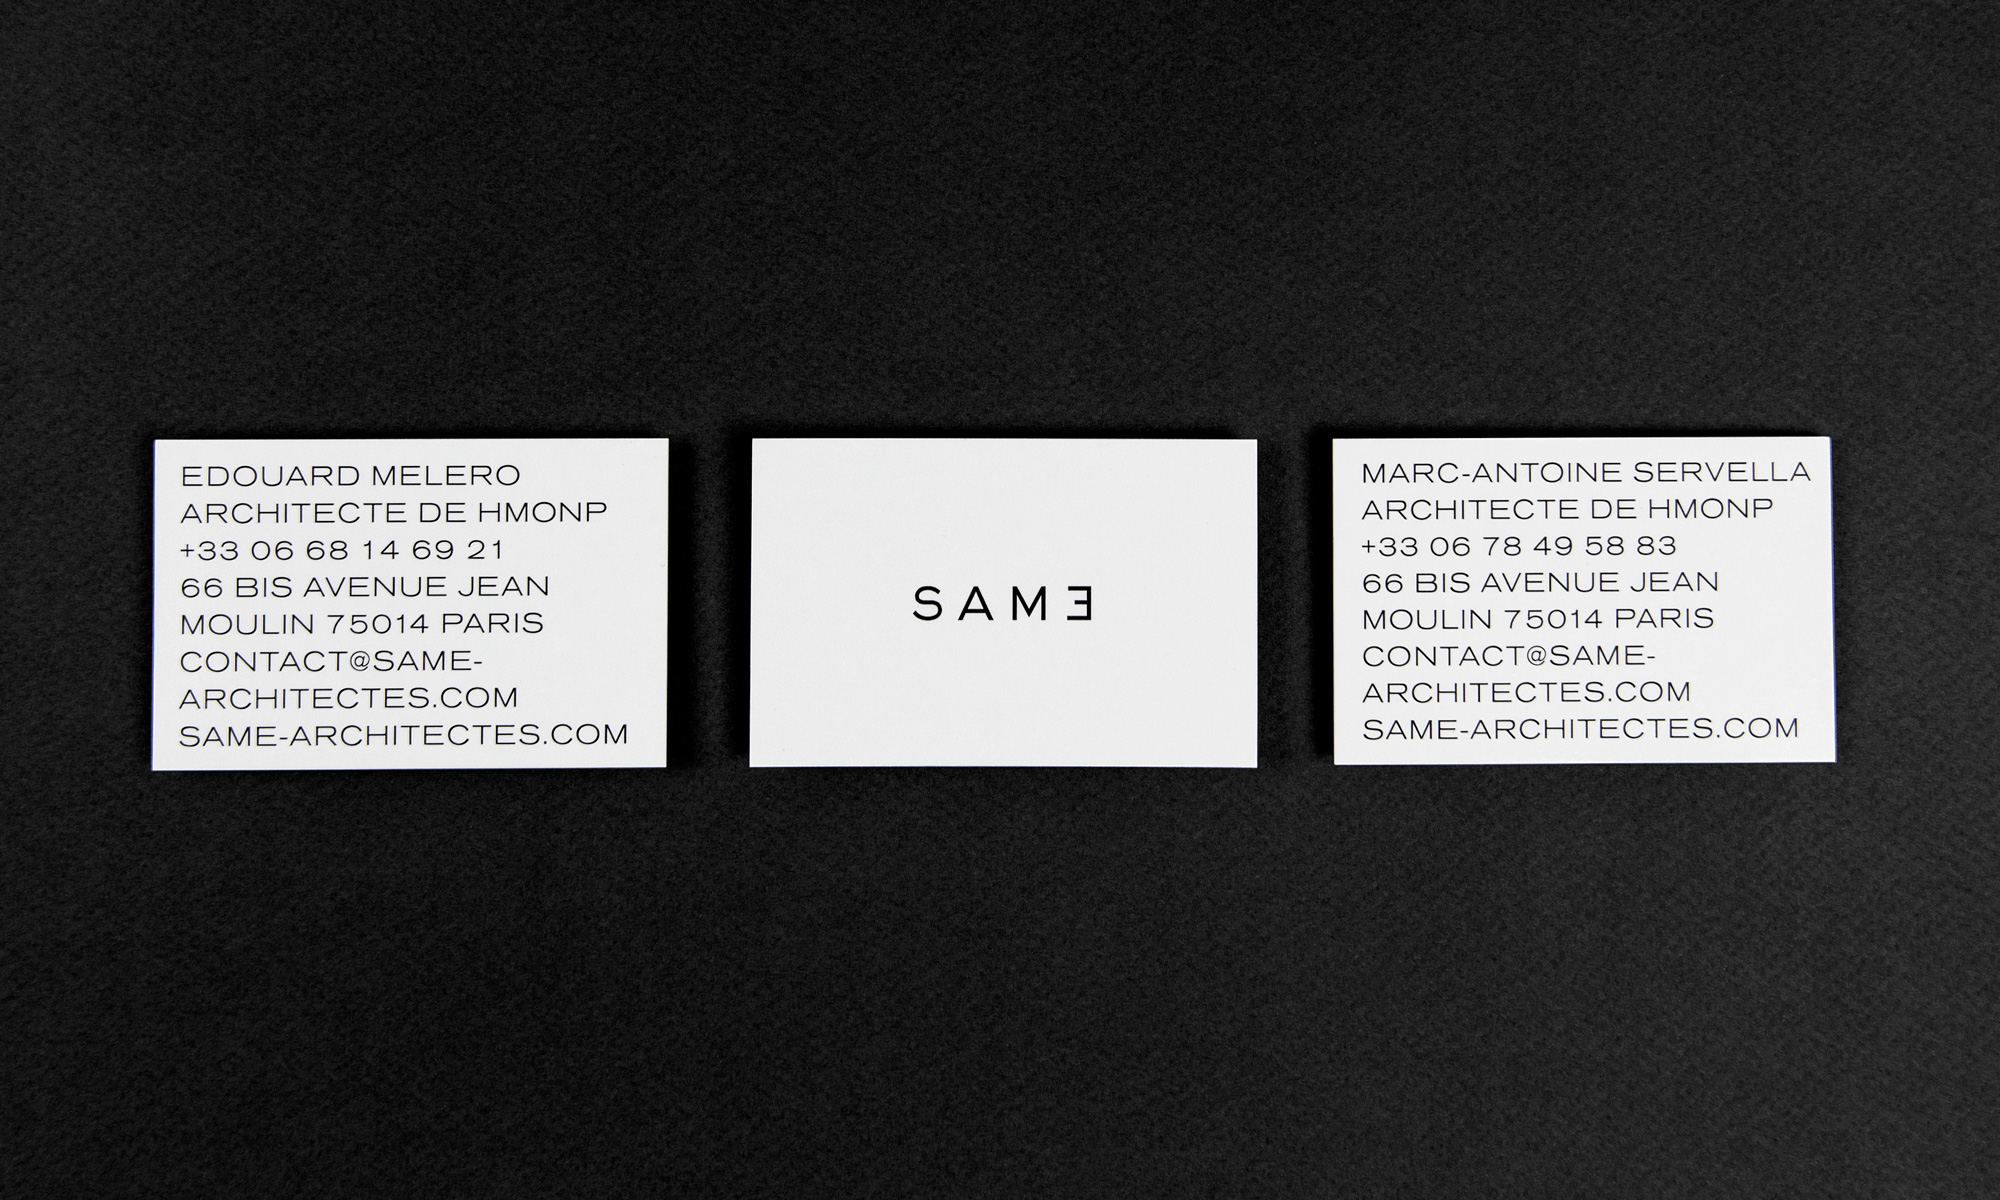 EDOUARD MELERO
ARCHITECTE DE HMONP
+33 06 68 14 69 21
66 BIS AVENUE JEAN
MOULIN 75014 PARIS
CONTACT@SAME-
ARCHITECTES.COM
SAME-ARCHITECTES.COM
SAMƎ
MARC-ANTOINE SERVELLA
ARCHITECTE DE HMONP
+33 06 78 49 58 83
66 BIS AVENUE JEAN
MOULIN 75014 PARIS
CONTACT@SAME-
ARCHITECTES.COM
SAME-ARCHITECTES.COM